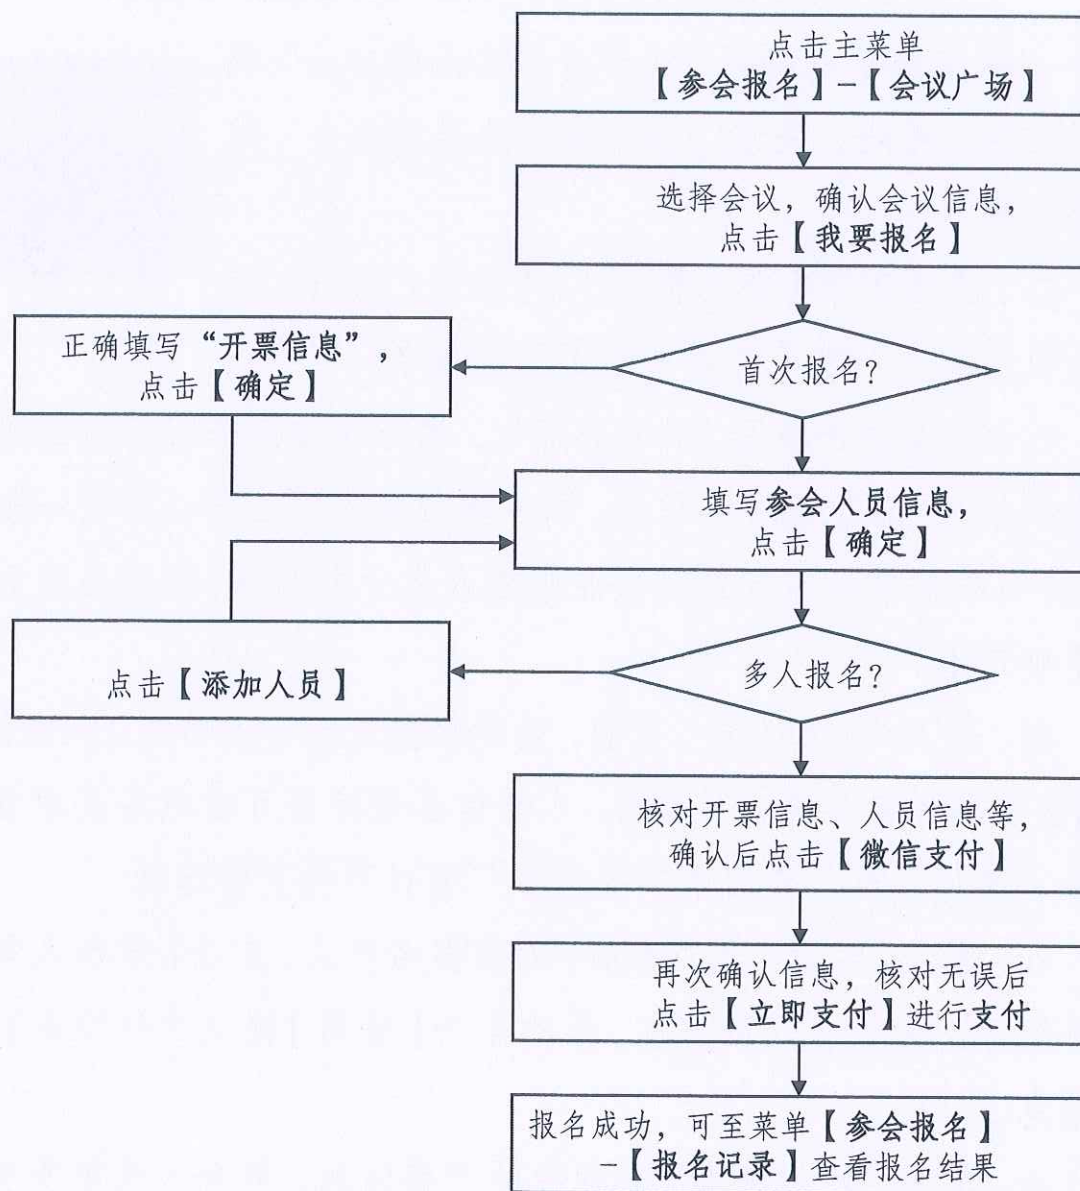 点击主菜单
【参会报名】-【会议广场】
选择会议，确认会议信息，
点击【我要报名】
正确填写“开票信息”，
点击【确定】
首次报名？
填写参会人员信息，
点击【确定】
点击【添加人员】
多人报名？
核对开票信息、人员信息等，
确认后点击【微信支付】
再次确认信息，核对无误后
点击【立即支付】进行支付
报名成功，可至菜单【参会报名】
-【报名记录】查看报名结果